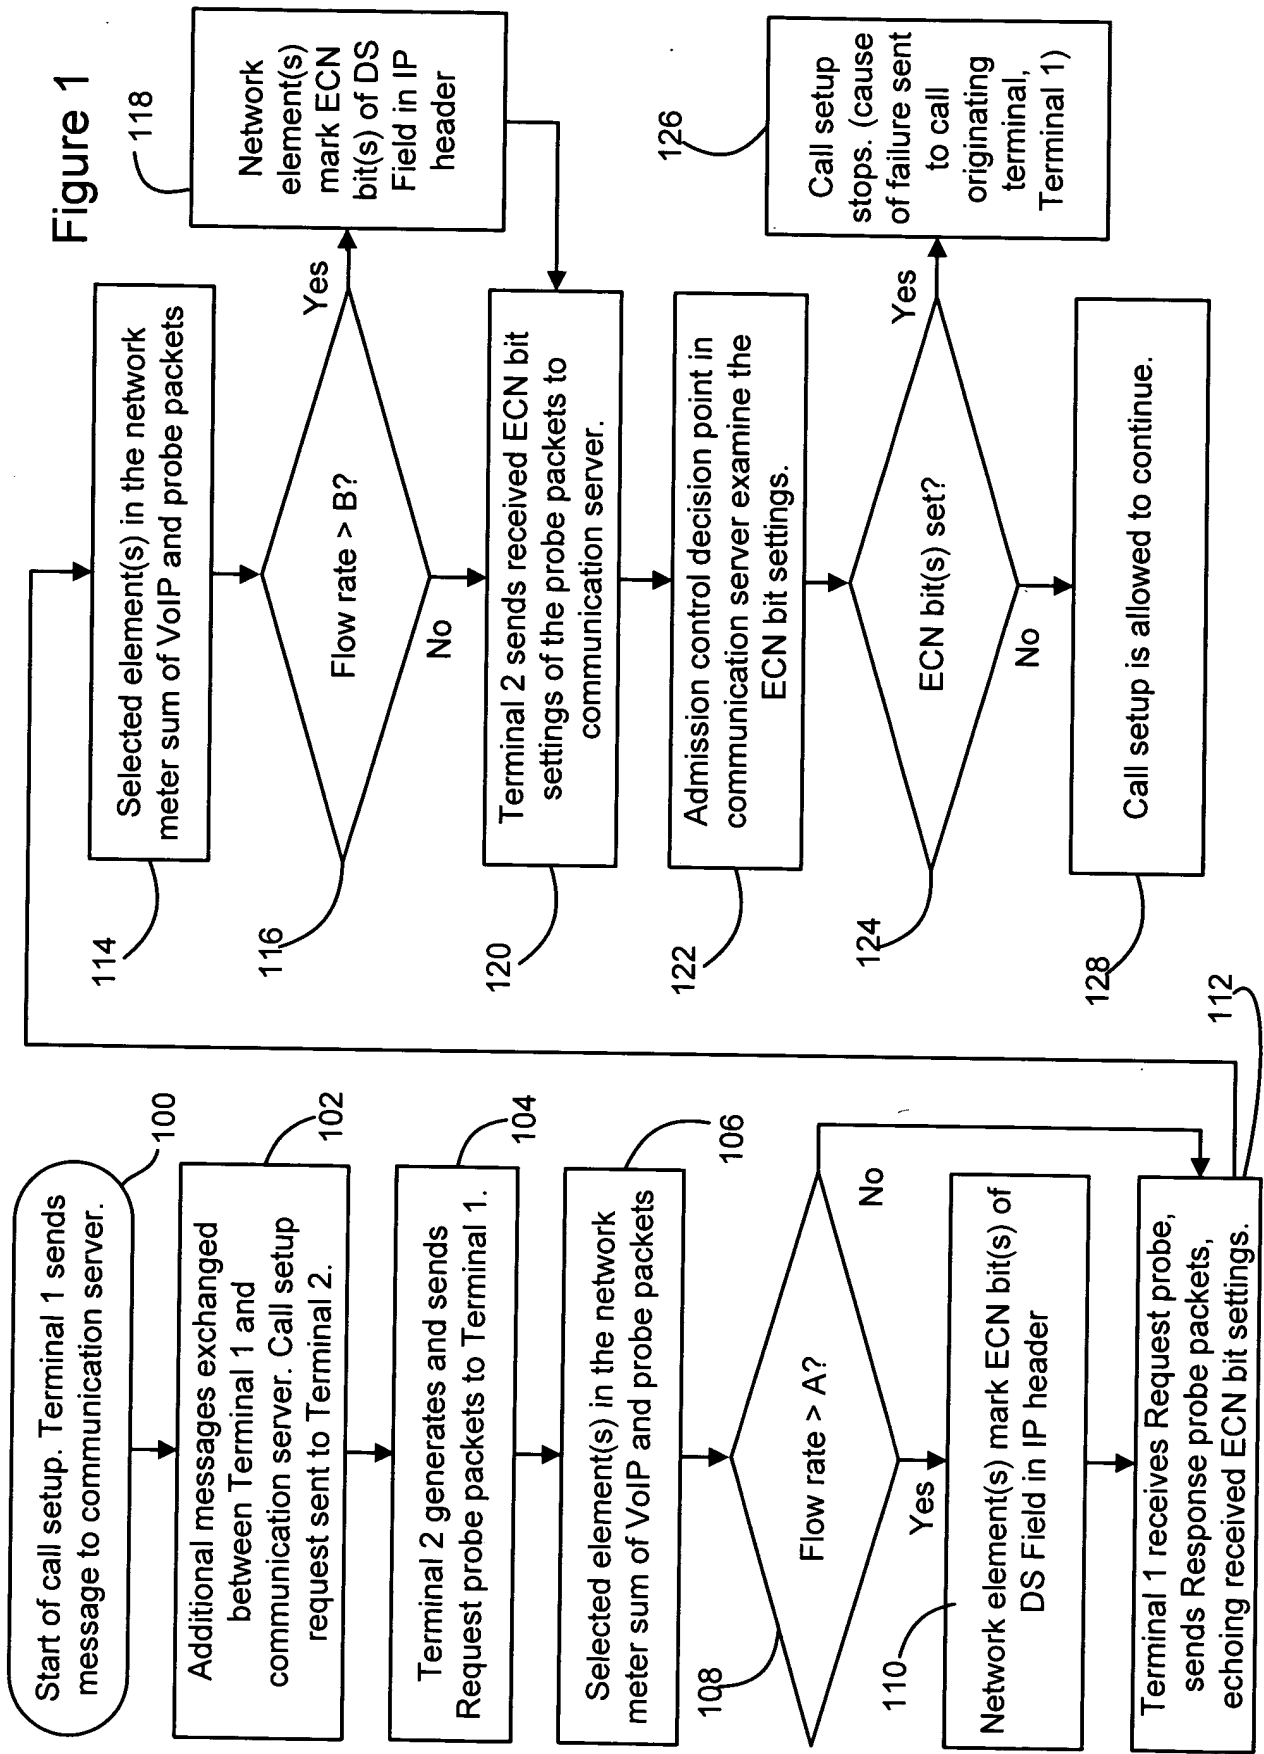 Figure 1
Start of call setup. Terminal 1 sends
message to communication server.
100
Additional messages exchanged
between Terminal 1 and
communication server. Call setup
request sent to Terminal 2.
102
Terminal 2 generates and sends
Request probe packets to Terminal 1.
104
Selected element(s) in the network
meter sum of VoIP and probe packets
106
Flow rate > A?
108
No
Yes
Network element(s) mark ECN bit(s) of
DS Field in IP header
110
Terminal 1 receives Request probe,
sends Response probe packets,
echoing received ECN bit settings.
112
Selected element(s) in the network
meter sum of VoIP and probe packets
114
Flow rate > B?
116
Yes
No
Network
element(s)
mark ECN
bit(s) of DS
Field in IP
header
118
Terminal 2 sends received ECN bit
settings of the probe packets to
communication server.
120
Admission control decision point in
communication server examine the
ECN bit settings.
122
ECN bit(s) set?
124
Yes
No
Call setup
stops. (cause
of failure sent
to call
originating
terminal,
Terminal 1)
126
Call setup is allowed to continue.
128